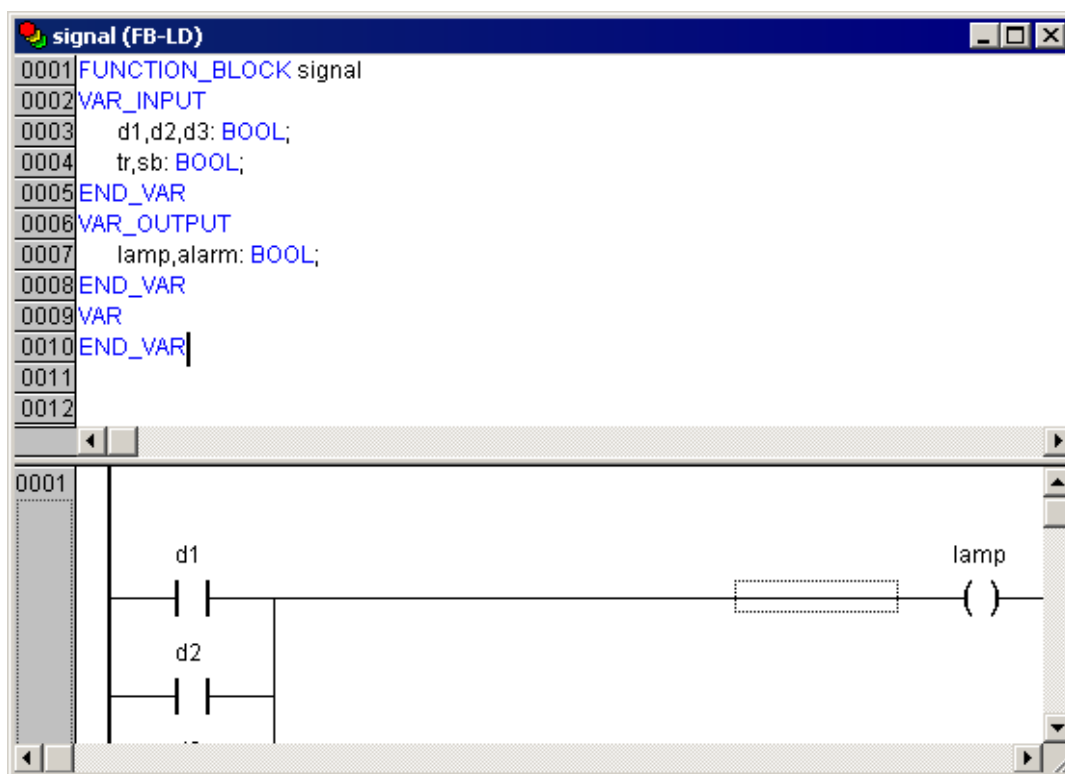 signal (FB-LD)
0001 FUNCTION_BLOCK signal
0002 VAR_INPUT
0003 d1,d2,d3: BOOL;
0004 tr,sb: BOOL;
0005 END_VAR
0006 VAR_OUTPUT
0007 lamp,alarm: BOOL;
0008 END_VAR
0009 VAR
0010 END_VAR
0011
0012
0001
d1 lamp
d2